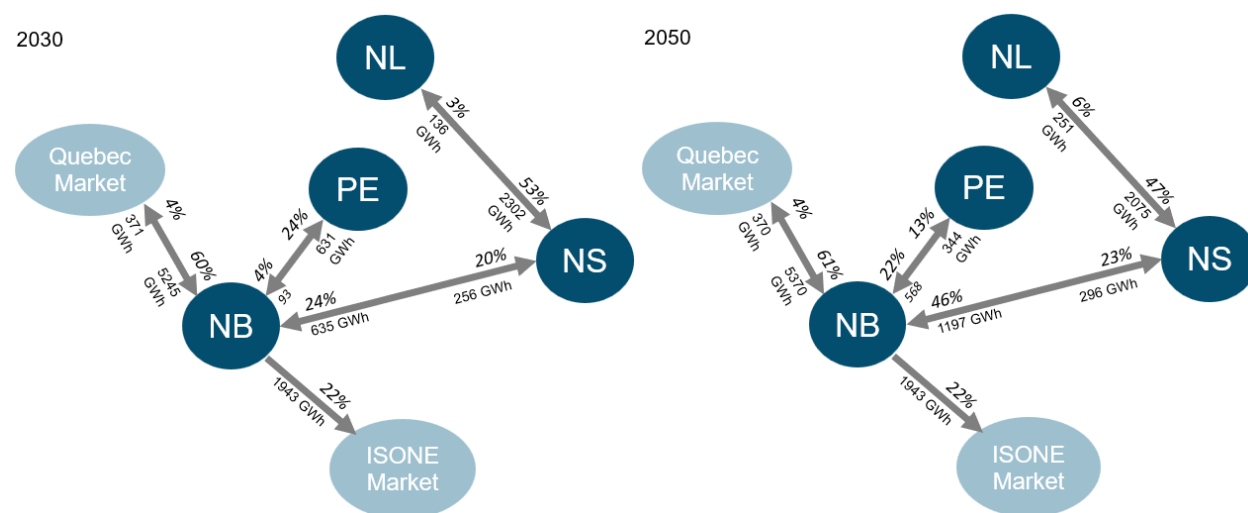 2030
NL
3%
136
GWh
Quebec
Market
PE
53%
2302
GWh
4%
371
GWh
24%
631
GWh
NS
20%
256 GWh
60%
5245
GWh
4%
93
24%
635 GWh
NB
22%
1943 GWh
ISONE
Market
2050
NL
6%
251
GWh
Quebec
Market
PE
47%
2075
GWh
4%
370
GWh
13%
344
GWh
NS
23%
296 GWh
61%
5370
GWh
22%
568
46%
1197 GWh
NB
22%
1943 GWh
ISONE
Market